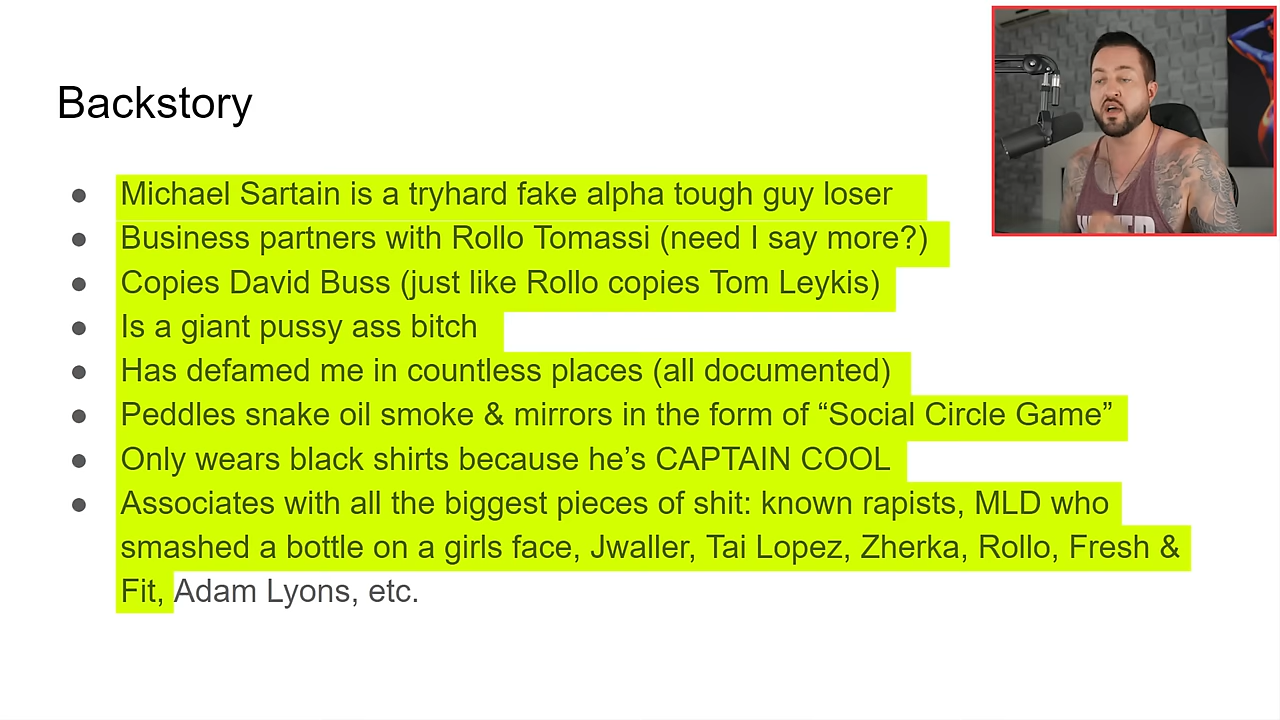 Backstory
● Michael Sartain is a tryhard fake alpha tough guy loser
● Business partners with Rollo Tomassi (need I say more?)
● Copies David Buss (just like Rollo copies Tom Leykis)
● Is a giant pussy ass bitch
● Has defamed me in countless places (all documented)
● Peddles snake oil smoke & mirrors in the form of “Social Circle Game”
● Only wears black shirts because he’s CAPTAIN COOL
● Associates with all the biggest pieces of shit: known rapists, MLD who
smashed a bottle on a girls face, Jwaller, Tai Lopez, Zherka, Rollo, Fresh &
Fit, Adam Lyons, etc.